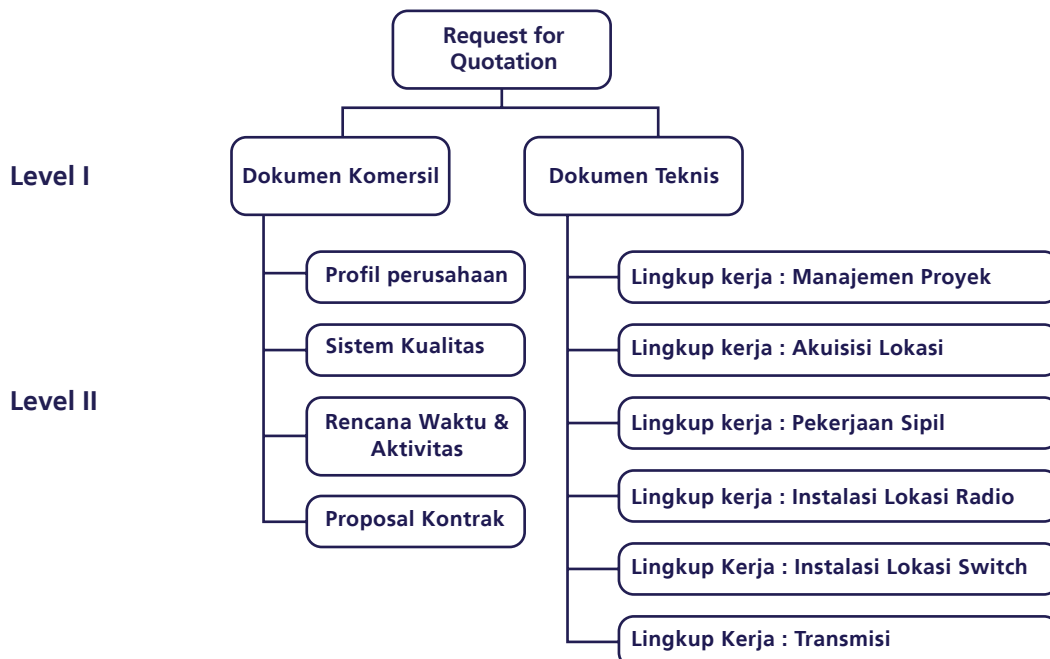 Request for
Quotation
Level I
Dokumen Komersil
Dokumen Teknis
Level II
Profil perusahaan
Sistem Kualitas
Rencana Waktu &
Aktivitas
Proposal Kontrak
Lingkup kerja : Manajemen Proyek
Lingkup kerja : Akuisisi Lokasi
Lingkup kerja : Pekerjaan Sipil
Lingkup kerja : Instalasi Lokasi Radio
Lingkup Kerja : Instalasi Lokasi Switch
Lingkup Kerja : Transmisi